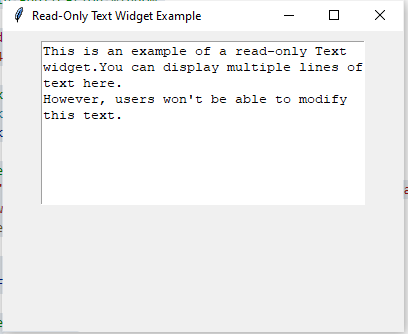 Read-Only Text Widget Example
This is an example of a read-only Text
widget.You can display multiple lines of
text here.
However, users won't be able to modify
this text.